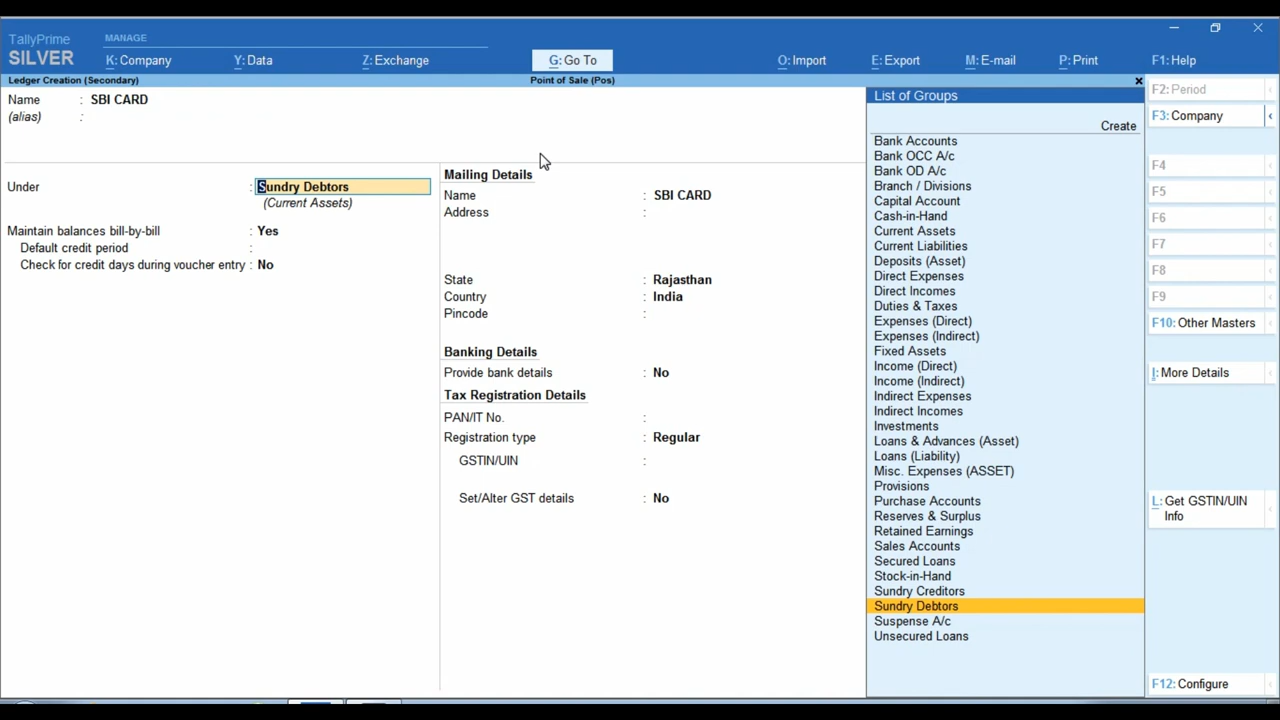 TallyPrime
SILVER
MANAGE
K: Company
Y: Data
Z: Exchange
G: Go To
O: Import
E: Export
M: E-mail
P: Print
F1: Help
Ledger Creation (Secondary)
Point of Sale (Pos)
Name : SBI CARD
(alias) :
Under : Sundry Debtors
(Current Assets)
Maintain balances bill-by-bill : Yes
Default credit period :
Check for credit days during voucher entry : No
Mailing Details
Name : SBI CARD
Address :
State : Rajasthan
Country : India
Pincode :
Banking Details
Provide bank details : No
Tax Registration Details
PAN/IT No. :
Registration type : Regular
GSTIN/UIN :
Set/Alter GST details : No
List of Groups
Create
Bank Accounts
Bank OCC A/c
Bank OD A/c
Branch / Divisions
Capital Account
Cash-in-Hand
Current Assets
Current Liabilities
Deposits (Asset)
Direct Expenses
Direct Incomes
Duties & Taxes
Expenses (Direct)
Expenses (Indirect)
Fixed Assets
Income (Direct)
Income (Indirect)
Indirect Expenses
Indirect Incomes
Investments
Loans & Advances (Asset)
Loans (Liability)
Misc. Expenses (ASSET)
Provisions
Purchase Accounts
Reserves & Surplus
Retained Earnings
Sales Accounts
Secured Loans
Stock-in-Hand
Sundry Creditors
Sundry Debtors
Suspense A/c
Unsecured Loans
F2: Period
F3: Company
F4
F5
F6
F7
F8
F9
F10: Other Masters
I: More Details
L: Get GSTIN/UIN
Info
F12: Configure